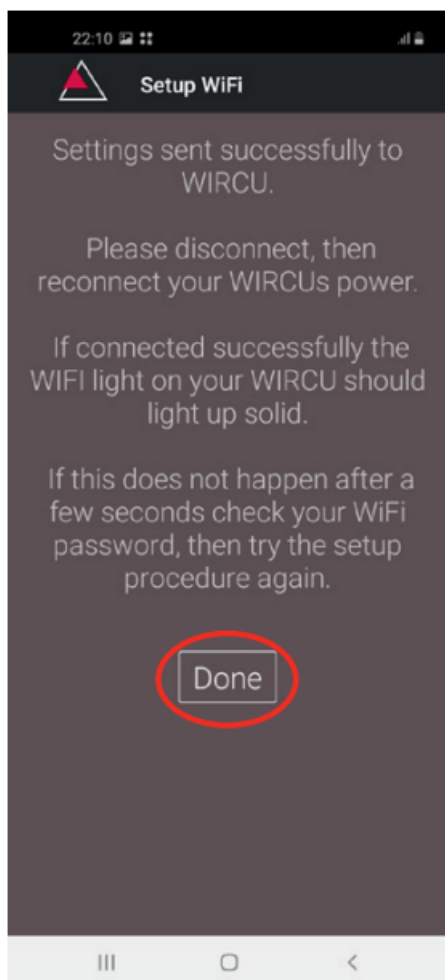 22:10
Setup WiFi
Settings sent successfully to
WIRCU.
Please disconnect, then
reconnect your WIRCUs power.
If connected successfully the
WIFI light on your WIRCU should
light up solid.
If this does not happen after a
few seconds check your WiFi
password, then try the setup
procedure again.
Done